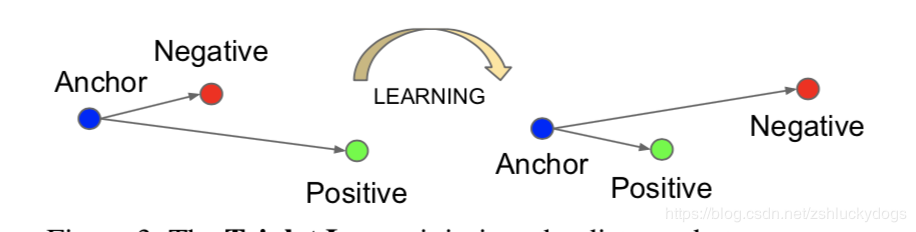 Negative
Anchor
LEARNING
Positive
Anchor
Positive
Negative
https://blog.csdn.net/zshluckydogs